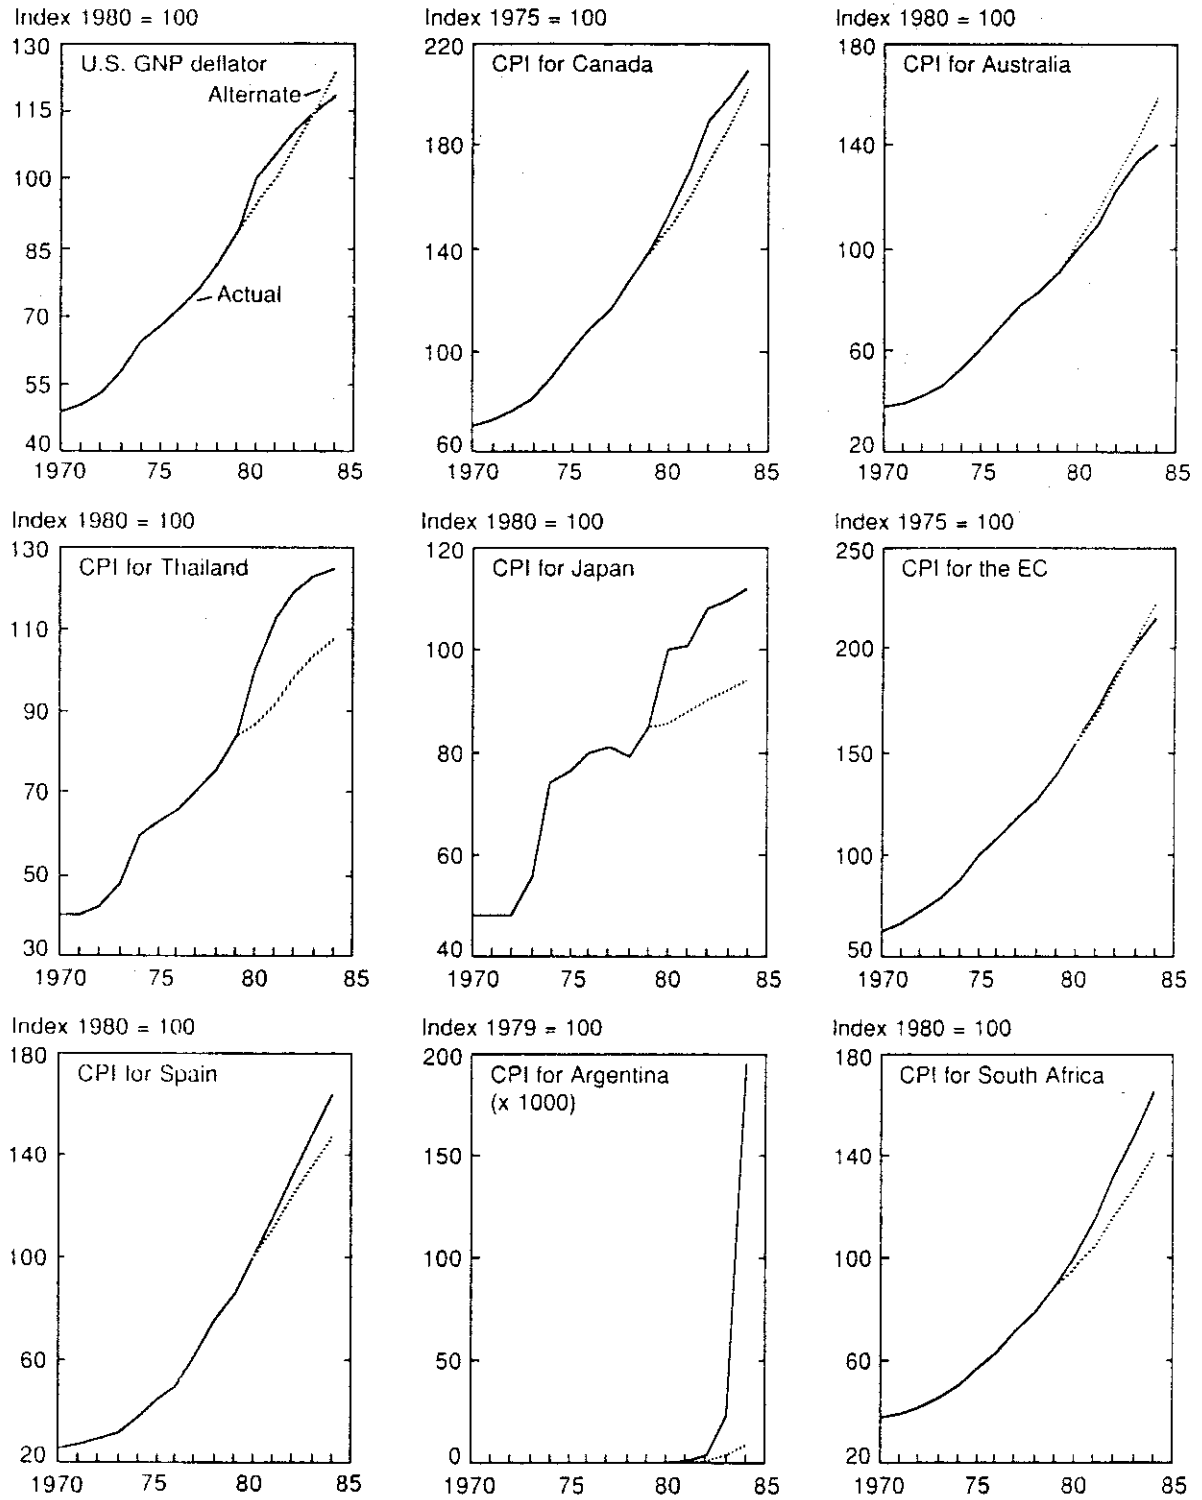 Index 1980 = 100
130
115
100
85
70
55
40
U.S. GNP deflator
Alternate
Actual
1970 75 80 85
Index 1975 = 100
220
180
140
100
60
CPI for Canada
1970 75 80 85
Index 1980 = 100
180
140
100
60
20
CPI for Australia
1970 75 80 85
Index 1980 = 100
130
110
90
70
50
30
CPI for Thailand
1970 75 80 85
Index 1980 = 100
120
100
80
60
40
CPI for Japan
1970 75 80 85
Index 1975 = 100
250
200
150
100
50
CPI for the EC
1970 75 80 85
Index 1980 = 100
180
140
100
60
20
CPI for Spain
1970 75 80 85
Index 1979 = 100
200
150
100
50
0
CPI for Argentina
(x 1000)
1970 75 80 85
Index 1980 = 100
180
140
100
60
20
CPI for South Africa
1970 75 80 85